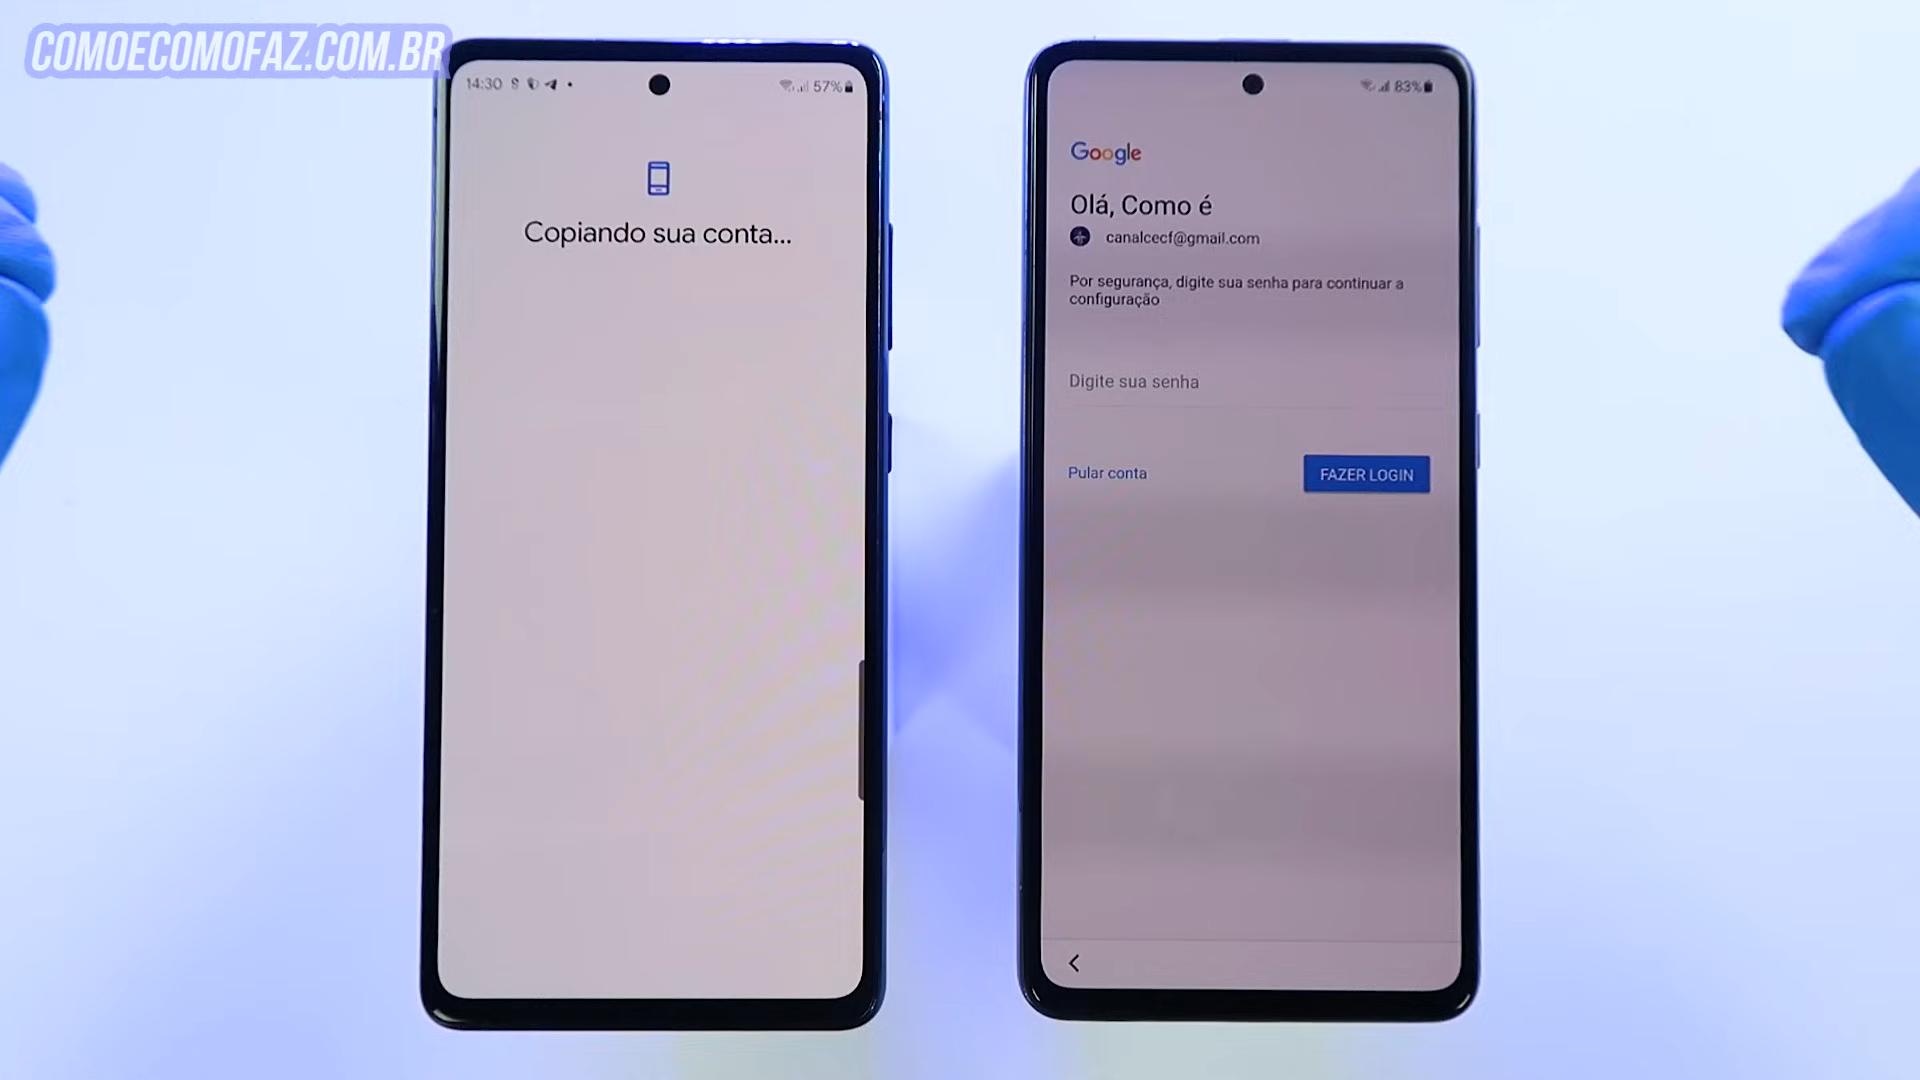 COMOECOMOFAZ.COM.BR
14:30
57%
Copiando sua conta...
83%
Google
Olá, Como é
canalcecf@gmail.com
Por segurança, digite sua senha para continuar a
configuração
Digite sua senha
Pular conta
FAZER LOGIN